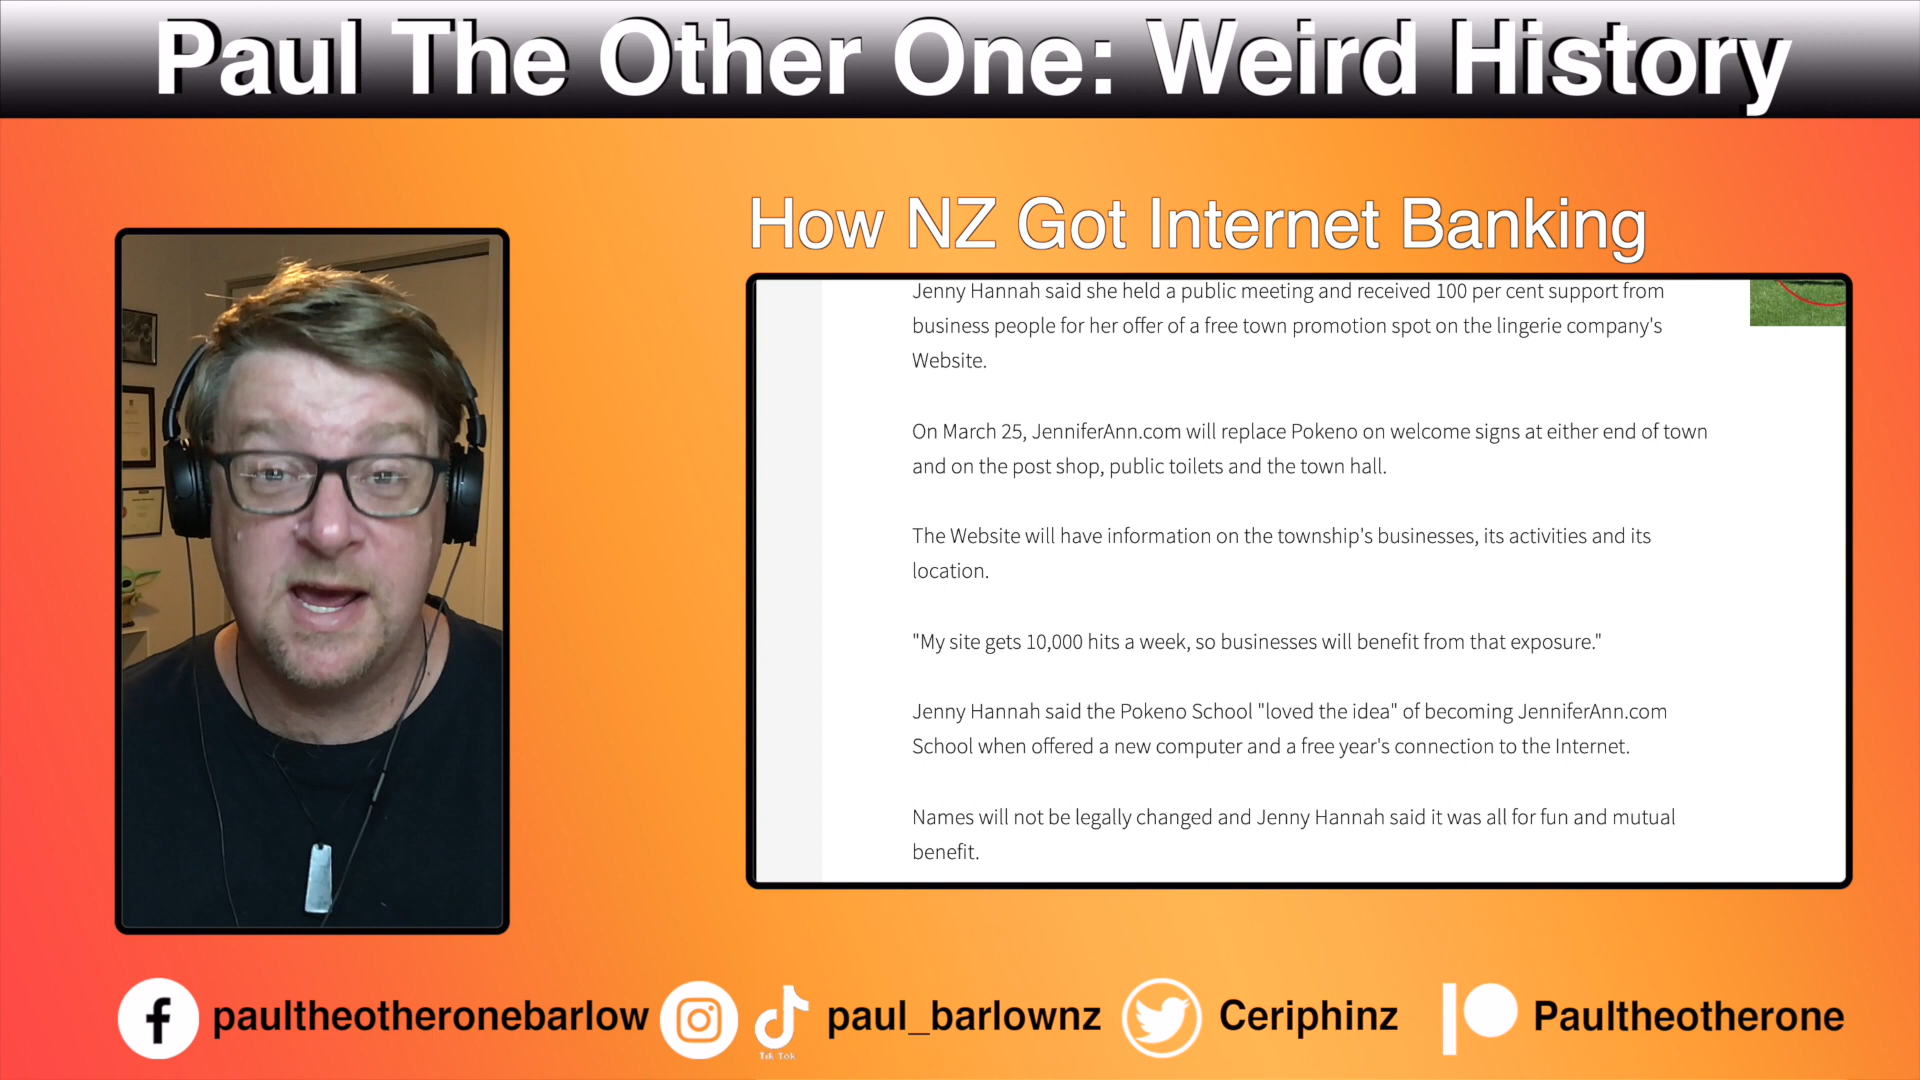 Paul The Other One: Weird History
How NZ Got Internet Banking
Jenny Hannah said she held a public meeting and received 100 per cent support from
business people for her offer of a free town promotion spot on the lingerie company's
Website.
On March 25, JenniferAnn.com will replace Pokeno on welcome signs at either end of town
and on the post shop, public toilets and the town hall.
The Website will have information on the township's businesses, its activities and its
location.
"My site gets 10,000 hits a week, so businesses will benefit from that exposure."
Jenny Hannah said the Pokeno School "loved the idea" of becoming JenniferAnn.com
School when offered a new computer and a free year's connection to the Internet.
Names will not be legally changed and Jenny Hannah said it was all for fun and mutual
benefit.
paultheotheronebarlow
Tik Tok
paul_barlownz
Ceriphinz
Paultheotherone